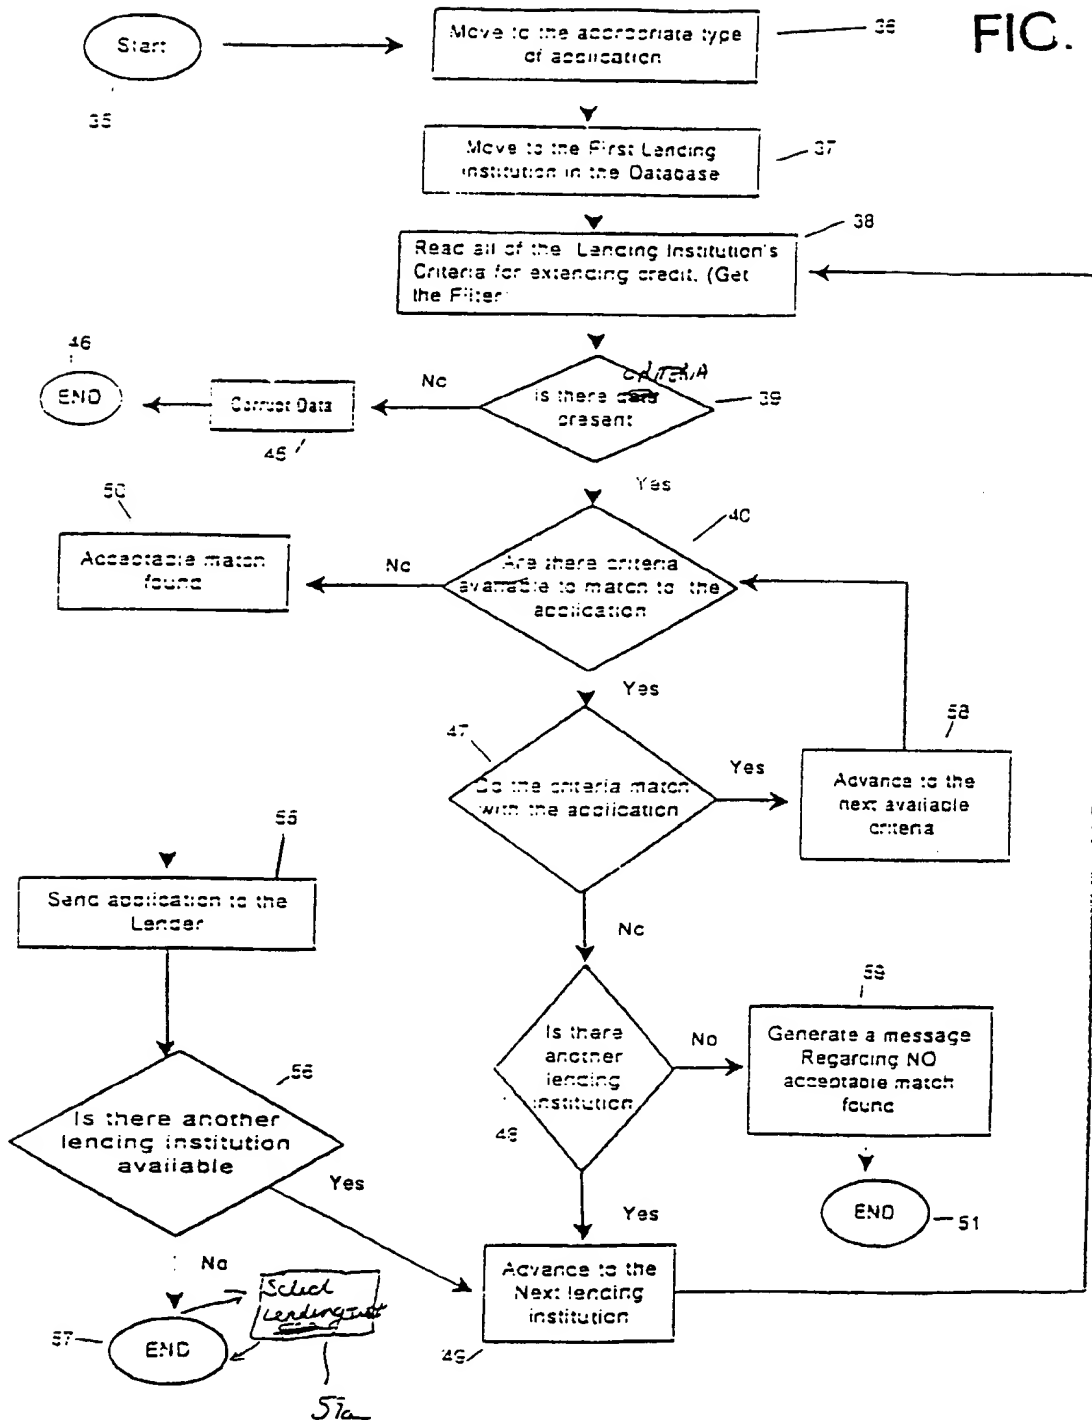 FIG.
Start
35
Move to the appropriate type
of application
36
Move to the First Lending
institution in the Database
37
Read all of the Lending Institution's
Criteria for extending credit. (Get
the Filter
38
Is there data
CRITERIA
present
39
No
Corrupt Data
45
END
46
Yes
Are there criteria
available to match to the
application
40
No
Acceptable match
found
50
Yes
Do the criteria match
with the application
47
Yes
Advance to the
next available
criteria
58
No
Is there
another
lending
institution
48
No
Generate a message
Regarding NO
acceptable match
found
59
END
51
Yes
Advance to the
Next lending
institution
49
Send application to the
Lender
55
Is there another
lending institution
available
56
Yes
No
END
57
Select
Lending Inst
57a